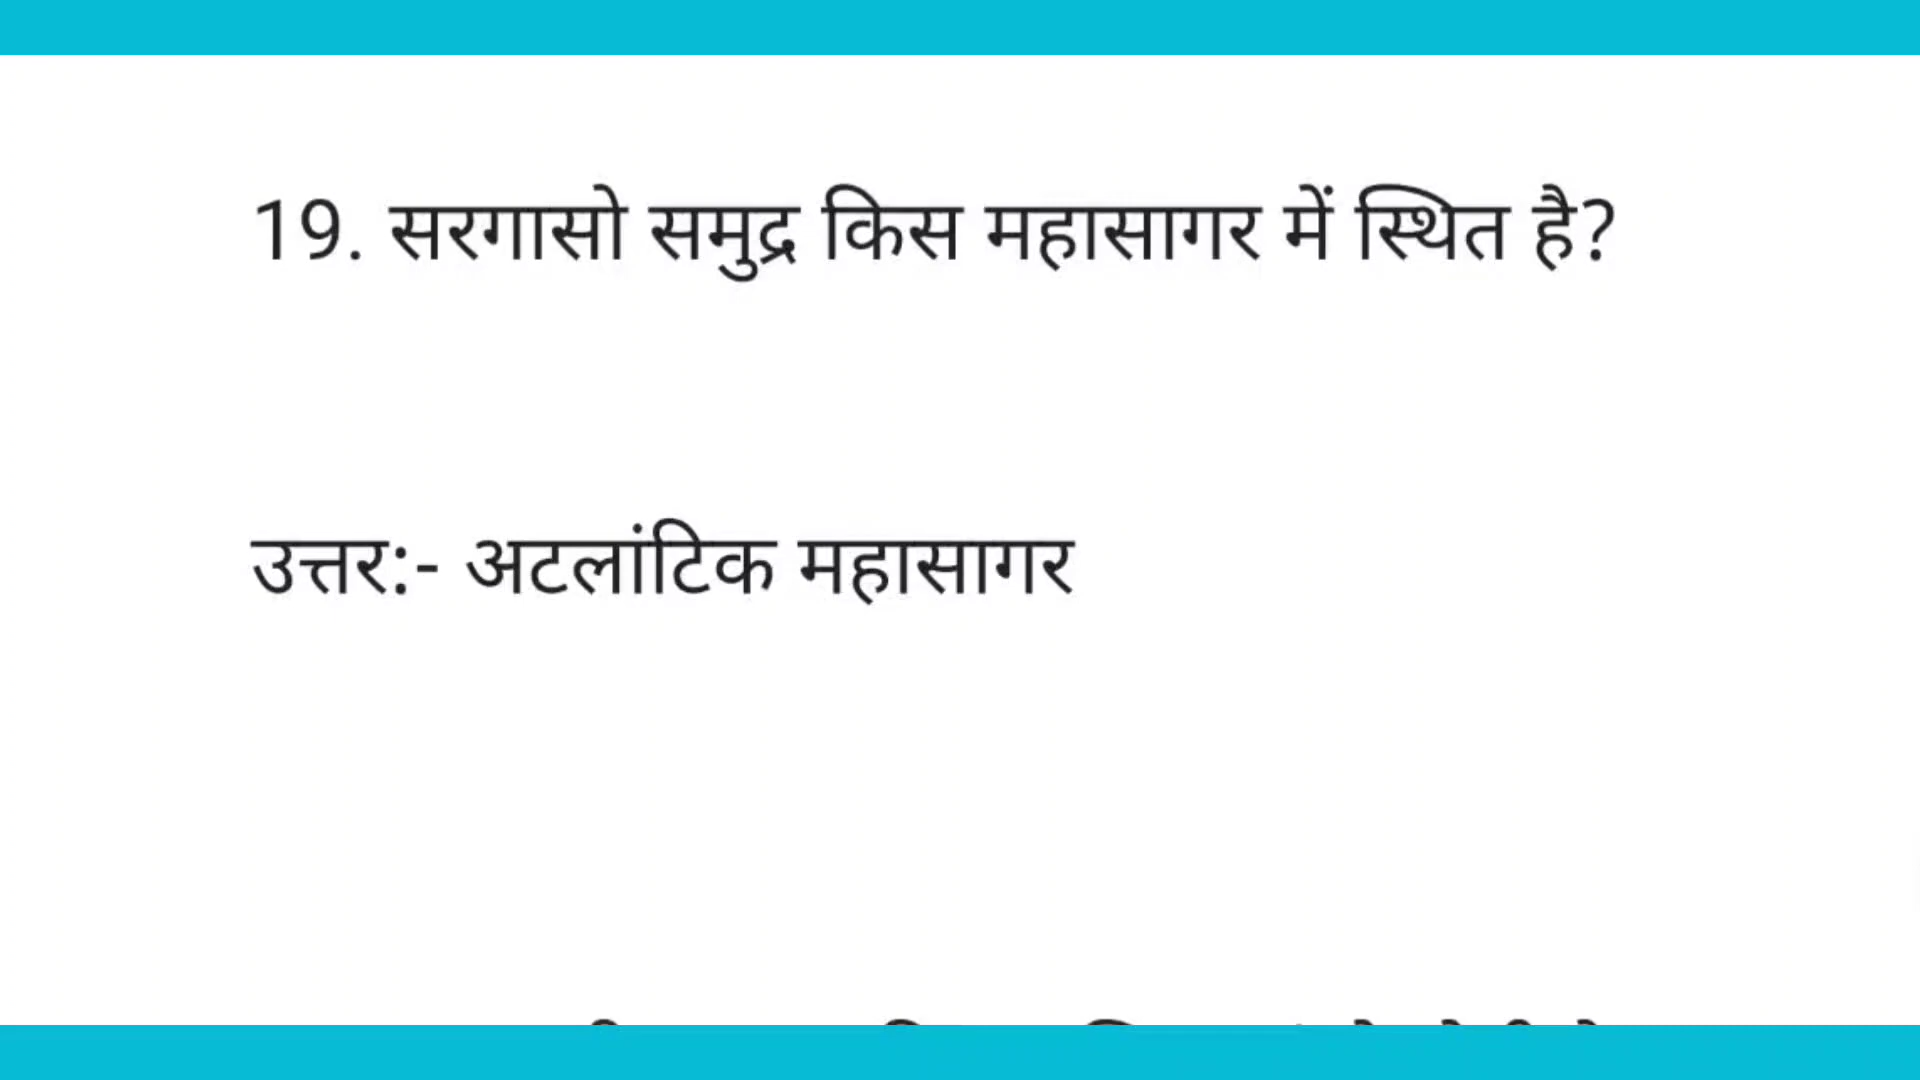 19. सरगासो समुद्र किस महासागर में स्थित है?
उत्तर:- अटलांटिक महासागर